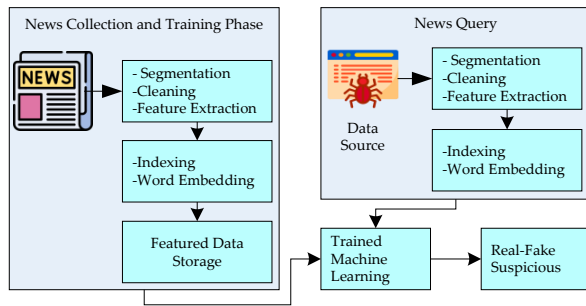 News Collection and Training Phase
NEWS
- Segmentation
-Cleaning
-Feature Extraction
-Indexing
-Word Embedding
Featured Data
Storage
News Query
Data
Source
- Segmentation
-Cleaning
-Feature Extraction
-Indexing
-Word Embedding
Trained
Machine
Learning
Real-Fake
Suspicious